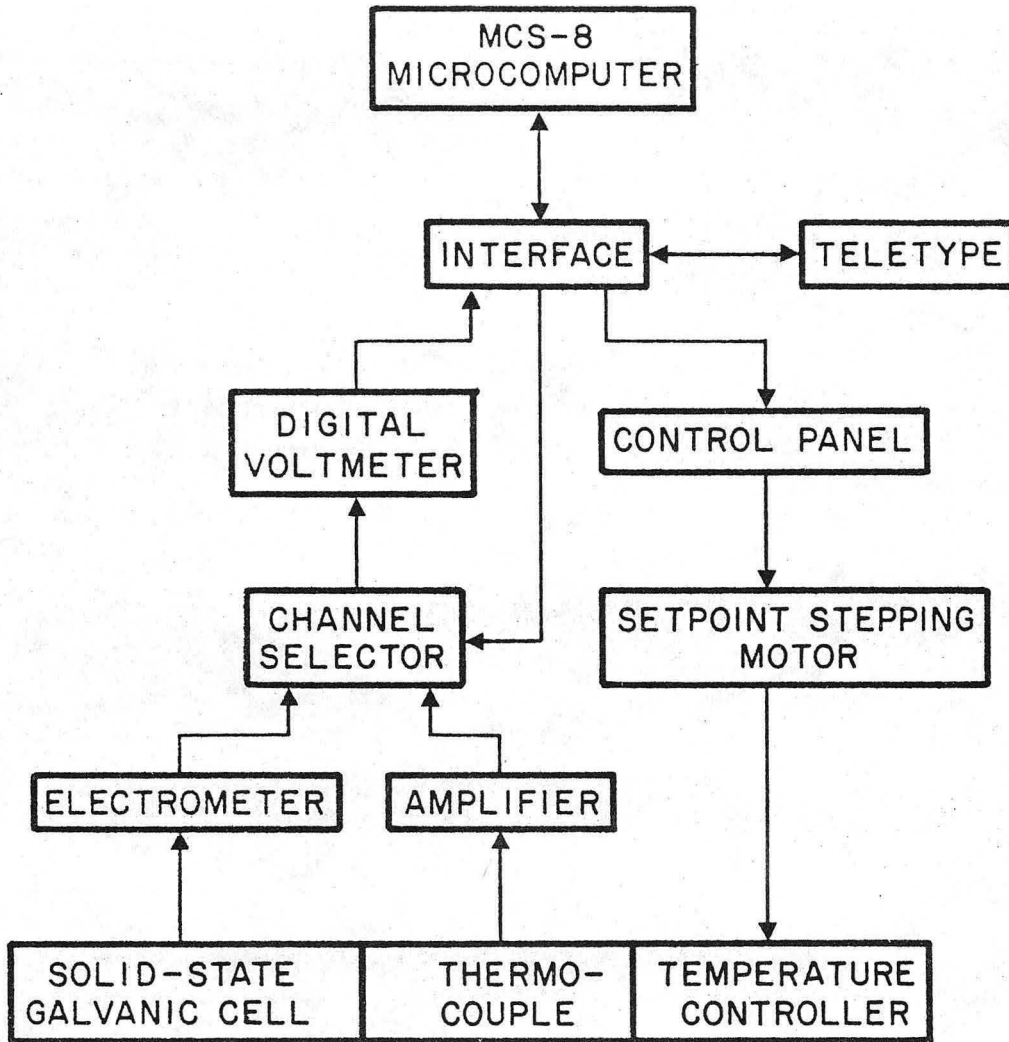 MCS-8
MICROCOMPUTER
INTERFACE
TELETYPE
DIGITAL
VOLTMETER
CONTROL PANEL
CHANNEL
SELECTOR
SETPOINT STEPPING
MOTOR
ELECTROMETER
AMPLIFIER
SOLID-STATE
GALVANIC CELL
THERMO-
COUPLE
TEMPERATURE
CONTROLLER